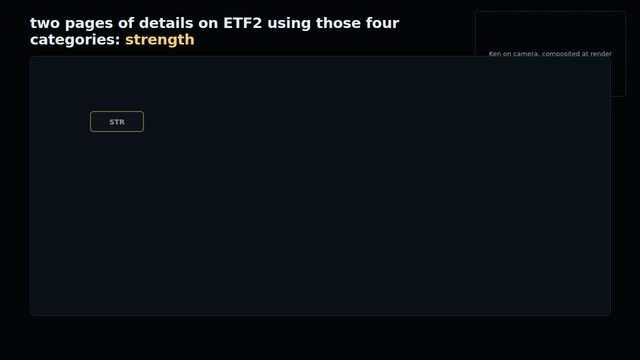 two pages of details on ETF2 using those four
categories: strength
Ken on camera, composited at render
STR